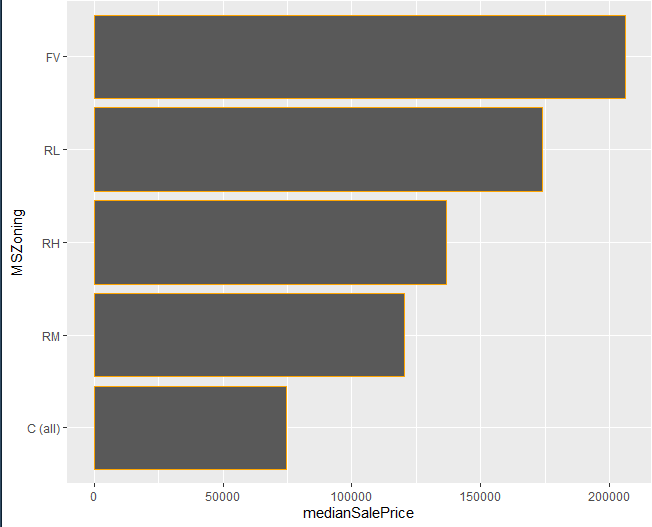 FV
RL
RH
RM
C (all)
MSZoning
0
50000
100000
150000
200000
medianSalePrice